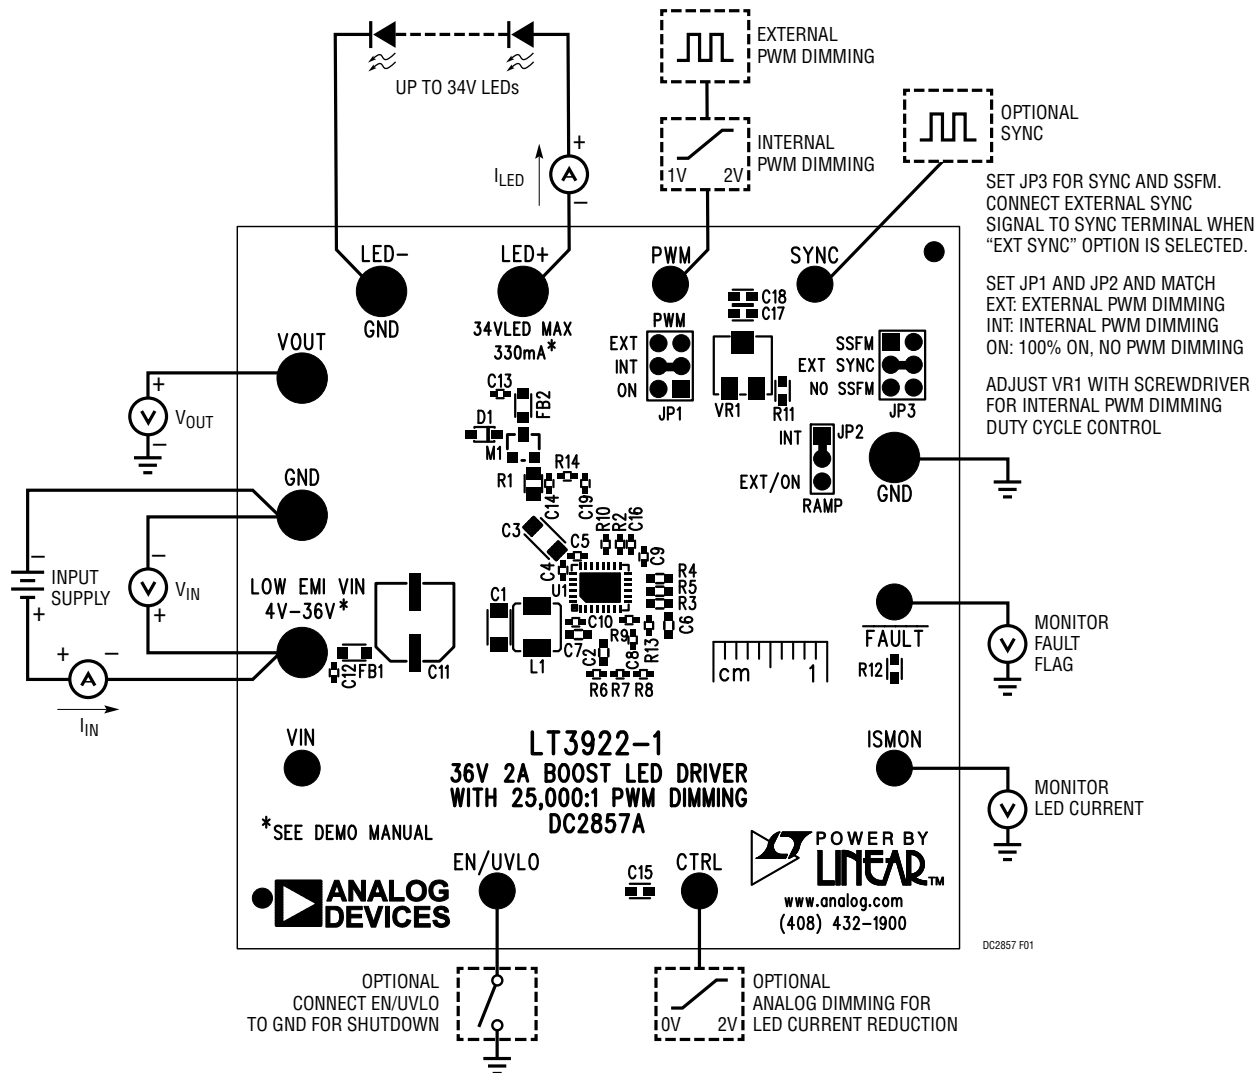 EXTERNAL
PWM DIMMING
UP TO 34V LEDs
OPTIONAL
SYNC
INTERNAL
PWM DIMMING
1V 2V
+
ILED
A
−
SET JP3 FOR SYNC AND SSFM.
CONNECT EXTERNAL SYNC
SIGNAL TO SYNC TERMINAL WHEN
“EXT SYNC” OPTION IS SELECTED.
SET JP1 AND JP2 AND MATCH
EXT: EXTERNAL PWM DIMMING
INT: INTERNAL PWM DIMMING
ON: 100% ON, NO PWM DIMMING
ADJUST VR1 WITH SCREWDRIVER
FOR INTERNAL PWM DIMMING
DUTY CYCLE CONTROL
LED-
GND
LED+
34VLED MAX
330mA*
PWM
SYNC
C18
C17
PWM
EXT
INT
ON
JP1
VR1
R11
SSFM
EXT SYNC
NO SSFM
JP3
INT
JP2
EXT/ON
RAMP
GND
VOUT
+
V
VOUT
−
GND
C13
FB2
D1
M1
R1
R14
C14
C19
C3
C5
C4
R10
R2
C16
C9
U1
R4
R5
R3
C6
C10
R9
R13
C7
C2
C8
R6
R7
R8
C1
L1
−
INPUT
SUPPLY
+
−
V
VIN
+
LOW EMI VIN
4V-36V*
+
A
−
IIN
C12
FB1
C11
cm 1
FAULT
R12
V
MONITOR
FAULT
FLAG
VIN
LT3922-1
36V 2A BOOST LED DRIVER
WITH 25,000:1 PWM DIMMING
DC2857A
ISMON
V
MONITOR
LED CURRENT
*SEE DEMO MANUAL
EN/UVLO
C15
CTRL
POWER BY
LINEAR TM
www.analog.com
(408) 432-1900
ANALOG
DEVICES
DC2857 F01
OPTIONAL
CONNECT EN/UVLO
TO GND FOR SHUTDOWN
0V 2V
OPTIONAL
ANALOG DIMMING FOR
LED CURRENT REDUCTION